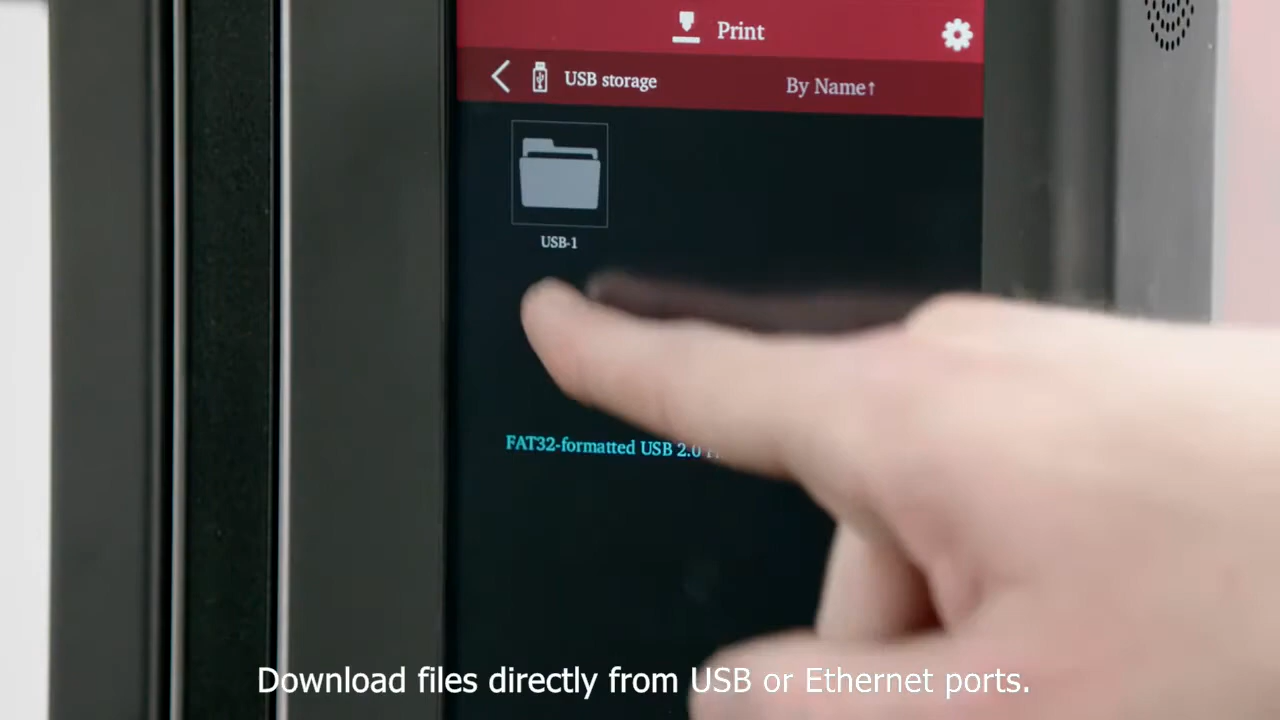 Print
USB storage
By Name↑
USB-1
FAT32-formatted USB 2.0
Download files directly from USB or Ethernet ports.